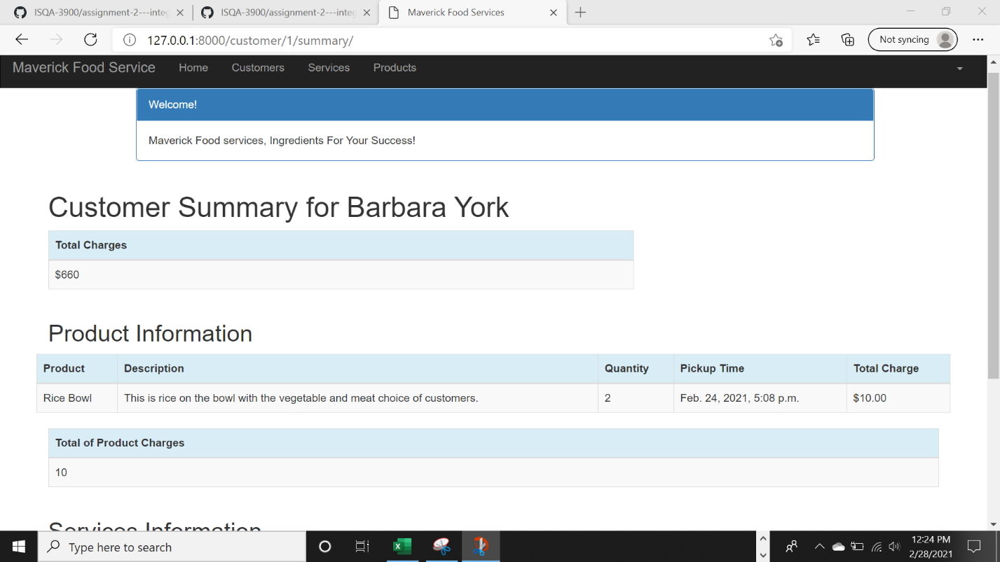 ISQA-3900/assignment-2---integ
ISQA-3900/assignment-2---integ
Maverick Food Services
127.0.0.1:8000/customer/1/summary/
Not syncing
Maverick Food Service Home Customers Services Products
Welcome!
Maverick Food services, Ingredients For Your Success!
Customer Summary for Barbara York
Total Charges
$660
Product Information
Product Description Quantity Pickup Time Total Charge
Rice Bowl This is rice on the bowl with the vegetable and meat choice of customers. 2 Feb. 24, 2021, 5:08 p.m. $10.00
Total of Product Charges
10
Services Information
Type here to search
12:24 PM
2/28/2021